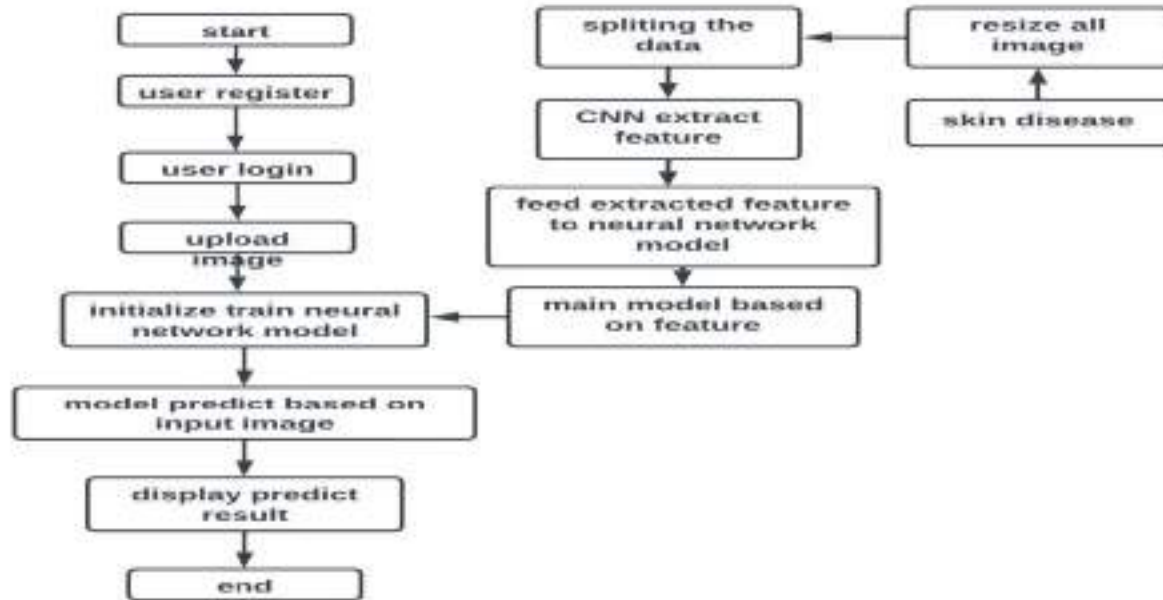 start
user register
user login
upload
image
initialize train neural
network model
model predict based on
input image
display predict
result
end
spliting the
data
resize all
image
CNN extract
feature
skin disease
feed extracted feature
to neural network
model
main model based
on feature